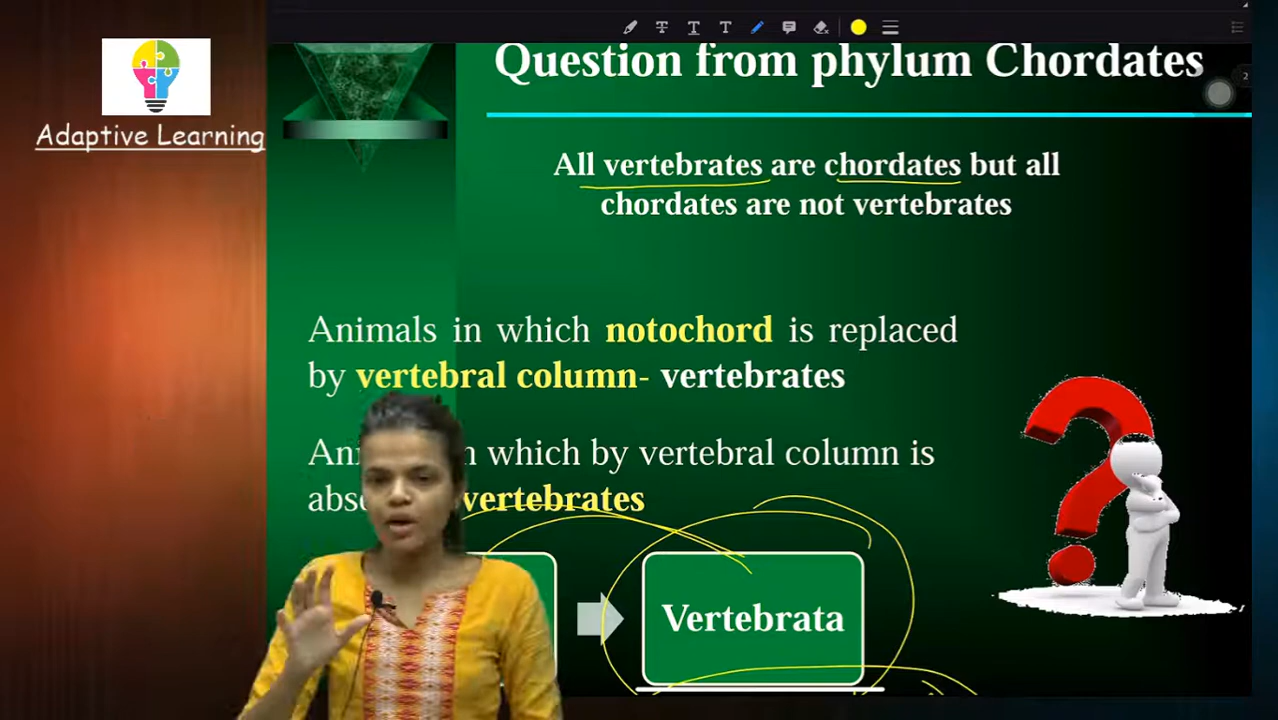 Adaptive Learning
Question from phylum Chordates
2
All vertebrates are chordates but all
chordates are not vertebrates
Animals in which notochord is replaced
by vertebral column- vertebrates
which by vertebral column is
vertebrates
Vertebrata